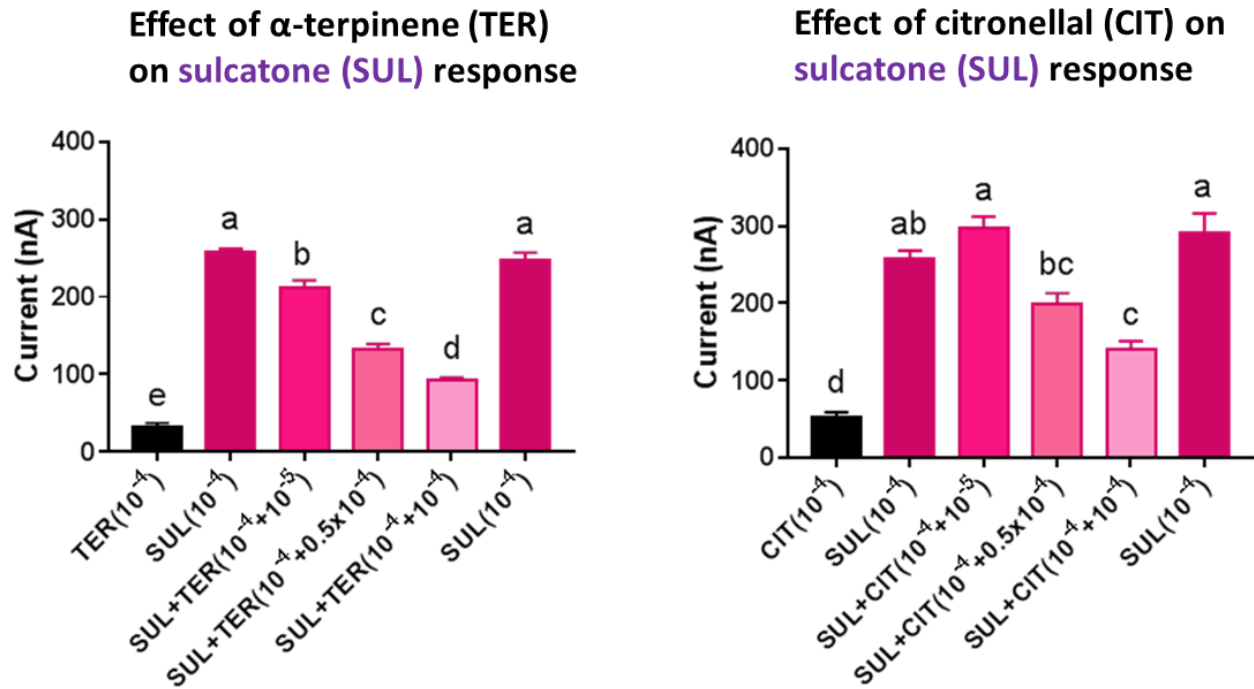 Effect of α-terpinene (TER)
on sulcatone (SUL) response
Current (nA)
400
300
200
100
0
e
a
b
c
d
a
TER(10⁻⁴)
SUL(10⁻⁴)
SUL+TER(10⁻⁴+10⁻⁵)
SUL+TER(10⁻⁴+0.5x10⁻⁴)
SUL+TER(10⁻⁴+10⁻⁴)
SUL(10⁻⁴)
Effect of citronellal (CIT) on
sulcatone (SUL) response
Current (nA)
400
300
200
100
0
d
ab
a
bc
c
a
CIT(10⁻⁴)
SUL(10⁻⁴)
SUL+CIT(10⁻⁴+10⁻⁵)
SUL+CIT(10⁻⁴+0.5x10⁻⁴)
SUL+CIT(10⁻⁴+10⁻⁴)
SUL(10⁻⁴)